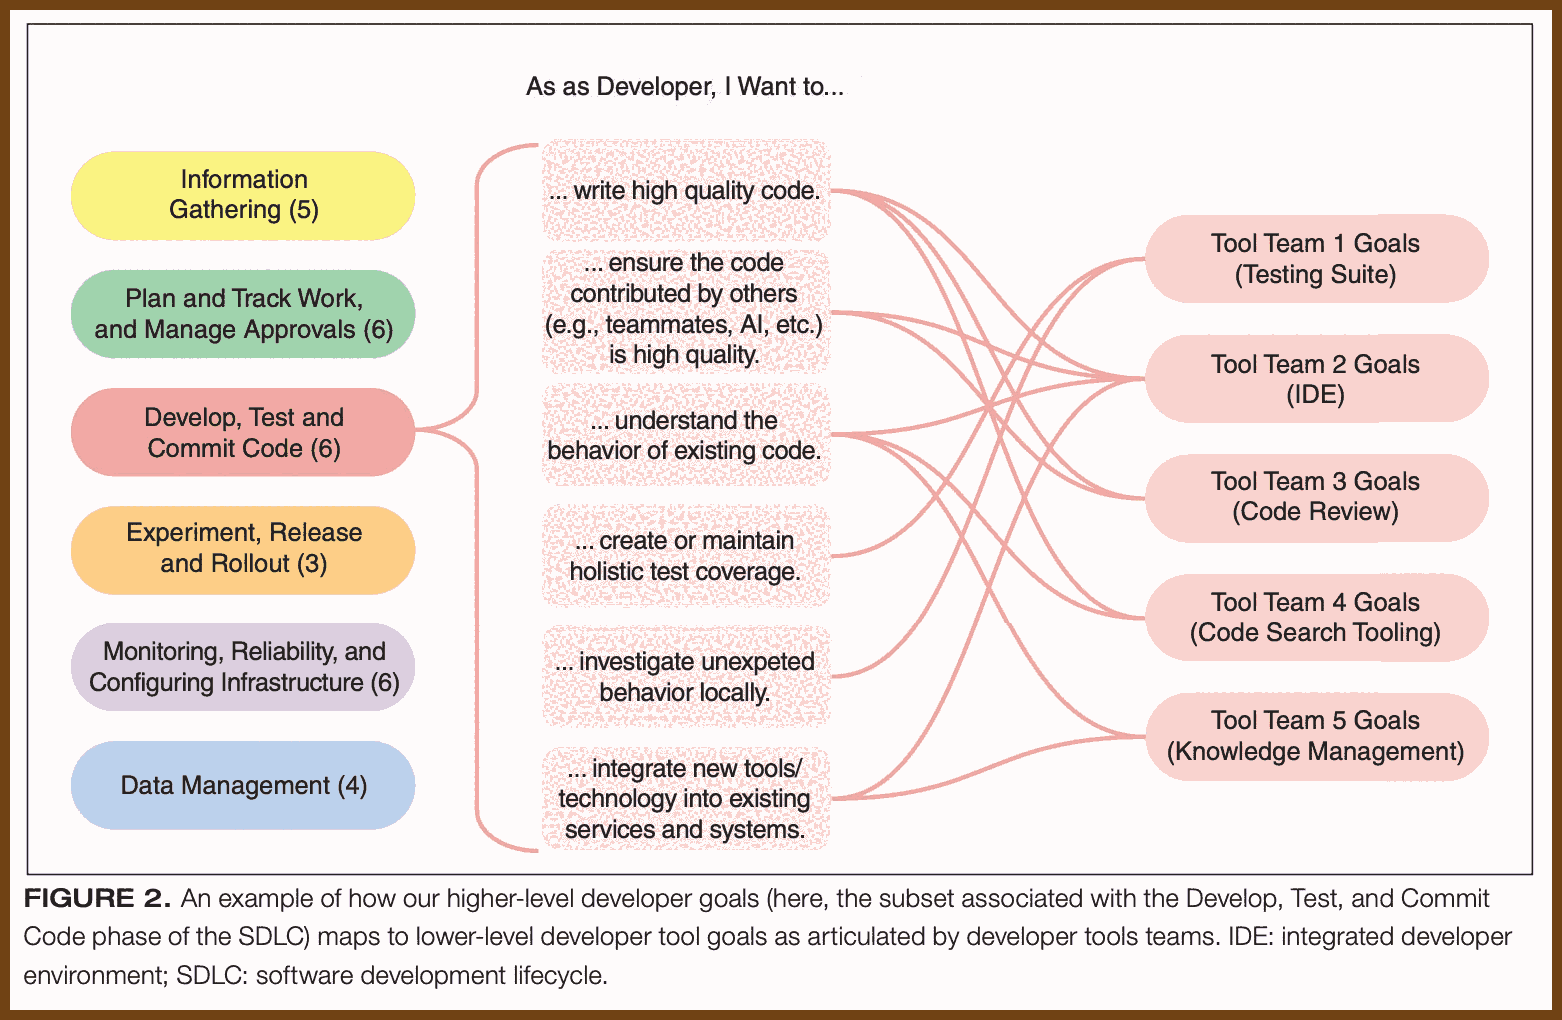 As as Developer, I Want to...
Information
Gathering (5)
Plan and Track Work,
and Manage Approvals (6)
Develop, Test and
Commit Code (6)
Experiment, Release
and Rollout (3)
Monitoring, Reliability, and
Configuring Infrastructure (6)
Data Management (4)
... write high quality code.
... ensure the code
contributed by others
(e.g., teammates, AI, etc.)
is high quality.
... understand the
behavior of existing code.
... create or maintain
holistic test coverage.
... investigate unexpeted
behavior locally.
... integrate new tools/
technology into existing
services and systems.
Tool Team 1 Goals
(Testing Suite)
Tool Team 2 Goals
(IDE)
Tool Team 3 Goals
(Code Review)
Tool Team 4 Goals
(Code Search Tooling)
Tool Team 5 Goals
(Knowledge Management)
FIGURE 2. An example of how our higher-level developer goals (here, the subset associated with the Develop, Test, and Commit
Code phase of the SDLC) maps to lower-level developer tool goals as articulated by developer tools teams. IDE: integrated developer
environment; SDLC: software development lifecycle.